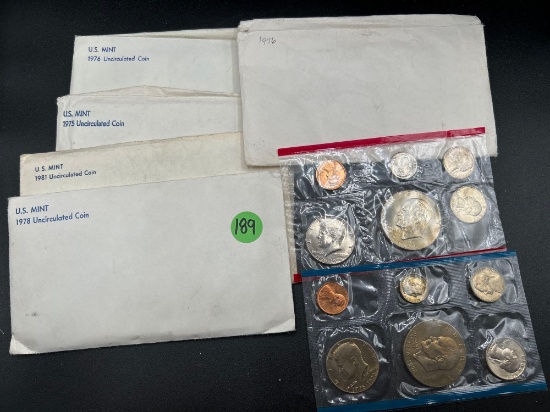 U.S. MINT
1976 Uncirculated Coin
1976
U.S. MINT
1975 Uncirculated Coin
U.S. MINT
1981 Uncirculated Coin
U.S. MINT
1978 Uncirculated Coin
189